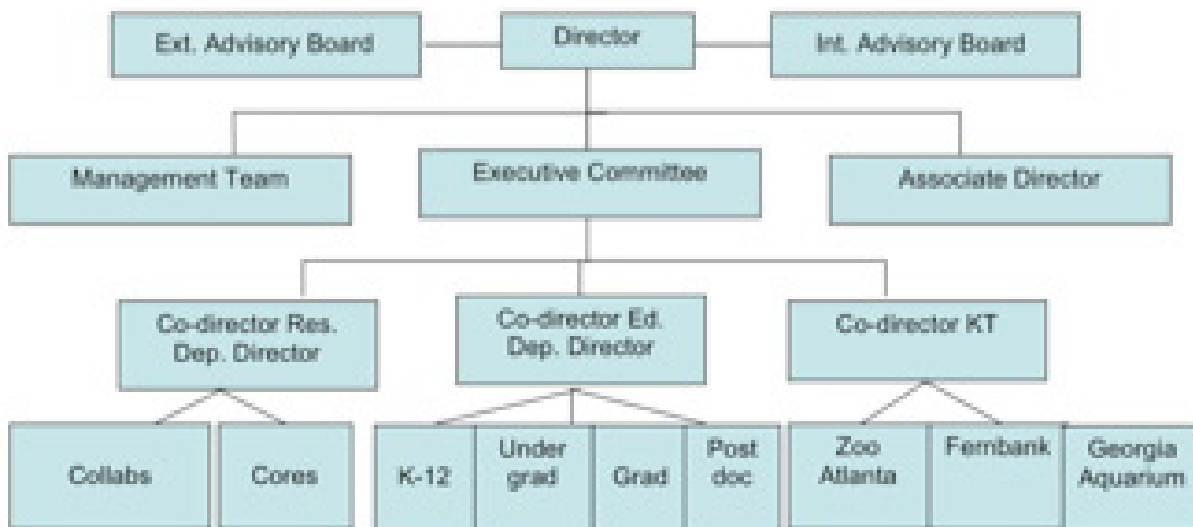 Ext. Advisory Board
Director
Int. Advisory Board
Management Team
Executive Committee
Associate Director
Co-director Res.
Dep. Director
Co-director Ed.
Dep. Director
Co-director KT
Collabs
Cores
K-12
Under
grad
Grad
Post
doc
Zoo
Atlanta
Fernbank
Georgia
Aquarium